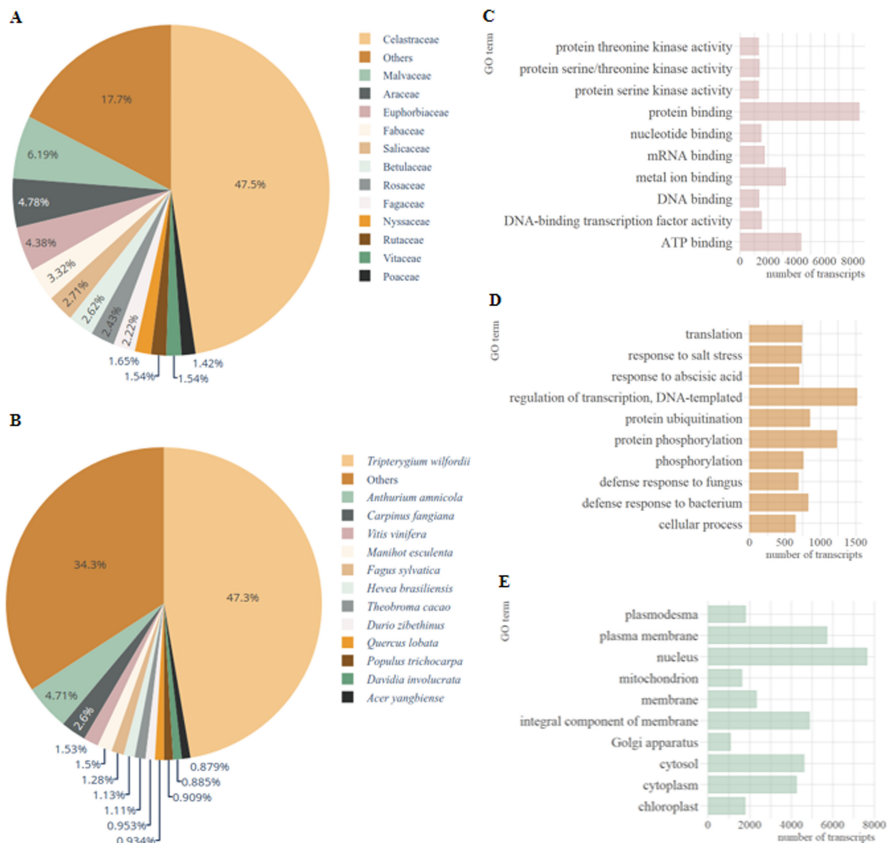 A
47.5%
17.7%
6.19%
4.78%
4.38%
3.32%
2.71%
2.62%
2.43%
2.22%
1.65%
1.54%
1.54%
1.42%
Celastraceae
Others
Malvaceae
Araceae
Euphorbiaceae
Fabaceae
Salicaceae
Betulaceae
Rosaceae
Fagaceae
Nyssaceae
Rutaceae
Vitaceae
Poaceae
B
47.3%
34.3%
4.71%
2.6%
1.53%
1.5%
1.28%
1.13%
1.11%
0.953%
0.934%
0.909%
0.885%
0.879%
Tripterygium wilfordii
Others
Anthurium amnicola
Carpinus fangiana
Vitis vinifera
Manihot esculenta
Fagus sylvatica
Hevea brasiliensis
Theobroma cacao
Durio zibethinus
Quercus lobata
Populus trichocarpa
Davidia involucrata
Acer yangbiense
C
GO term
protein threonine kinase activity
protein serine/threonine kinase activity
protein serine kinase activity
protein binding
nucleotide binding
mRNA binding
metal ion binding
DNA binding
DNA-binding transcription factor activity
ATP binding
0 2000 4000 6000 8000
number of transcripts
D
GO term
translation
response to salt stress
response to abscisic acid
regulation of transcription, DNA-templated
protein ubiquitination
protein phosphorylation
phosphorylation
defense response to fungus
defense response to bacterium
cellular process
0 500 1000 1500
number of transcripts
E
GO term
plasmodesma
plasma membrane
nucleus
mitochondrion
membrane
integral component of membrane
Golgi apparatus
cytosol
cytoplasm
chloroplast
0 2000 4000 6000 8000
number of transcripts